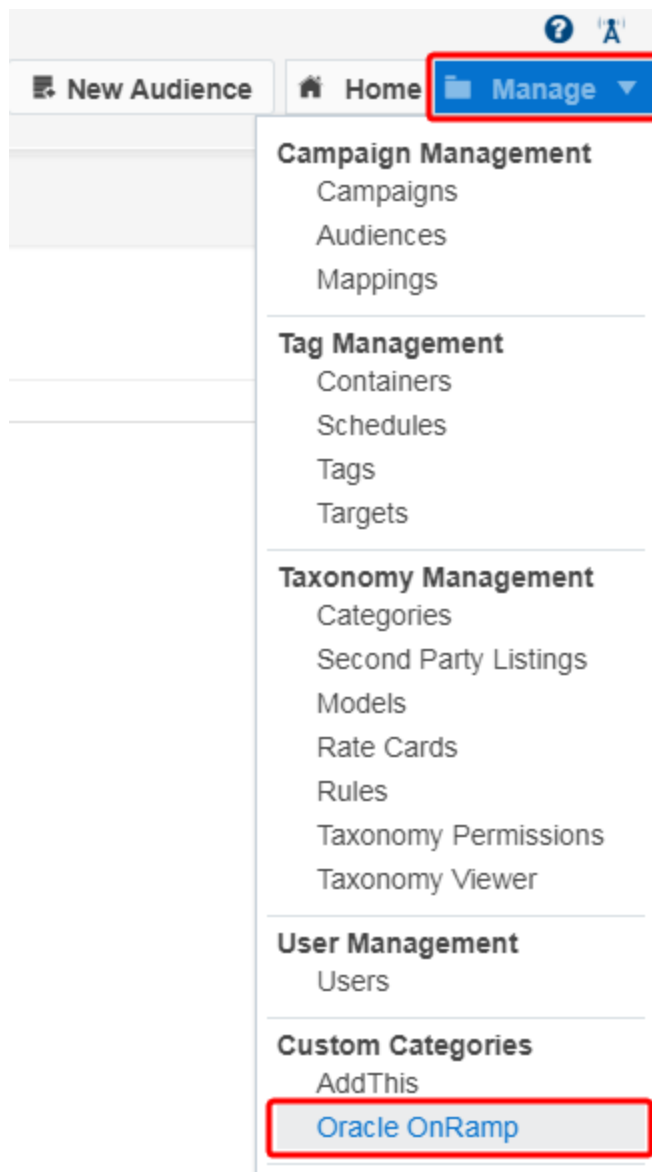 New Audience Home Manage
Campaign Management
Campaigns
Audiences
Mappings
Tag Management
Containers
Schedules
Tags
Targets
Taxonomy Management
Categories
Second Party Listings
Models
Rate Cards
Rules
Taxonomy Permissions
Taxonomy Viewer
User Management
Users
Custom Categories
AddThis
Oracle OnRamp